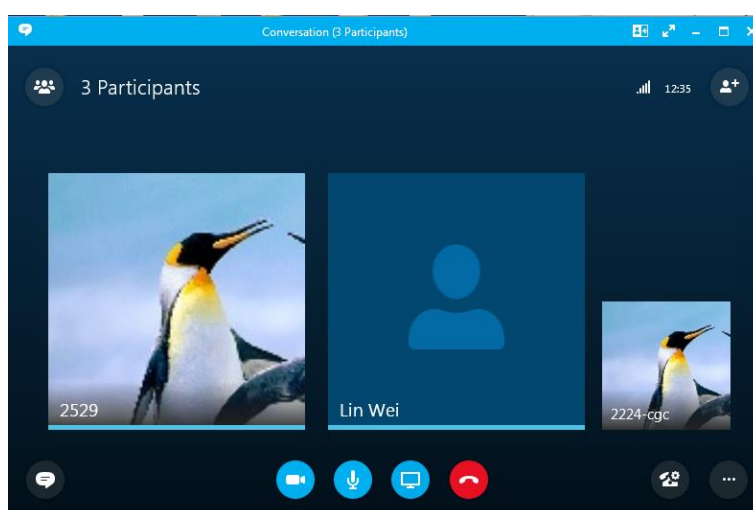 Conversation (3 Participants)
3 Participants
12:35
2529
Lin Wei
2224-cgc